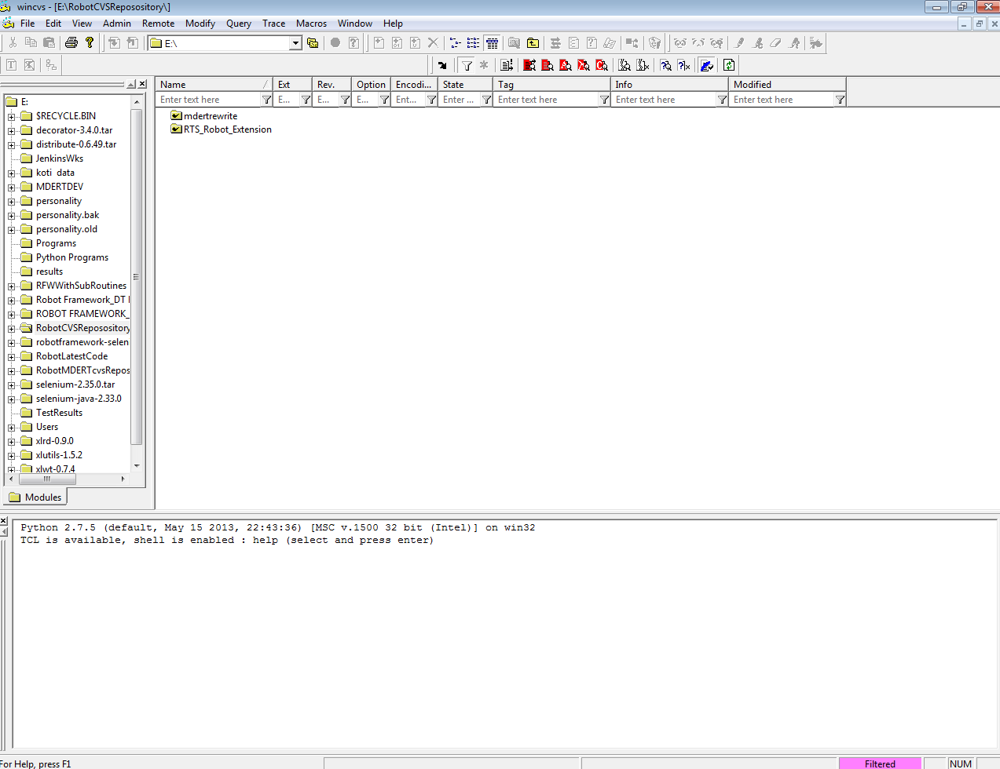 wincvs - [E:\RobotCVSReposository\]
File Edit View Admin Remote Modify Query Trace Macros Window Help
E:\
Name Ext Rev. Option Encodi... State Tag Info Modified
Enter text here E... E... E... Ent... Enter ... Enter text here Enter text here Enter text here
mdertrewrite
RTS_Robot_Extension
E:
$RECYCLE.BIN
decorator-3.4.0.tar
distribute-0.6.49.tar
JenkinsWks
koti data
MDERTDEV
personality
personality.bak
personality.old
Programs
Python Programs
results
RFWWithSubRoutines
Robot Framework_DT
ROBOT FRAMEWORK_
RobotCVSReposository
robotframework-selen
RobotLatestCode
RobotMDERTcvsRepos
selenium-2.35.0.tar
selenium-java-2.33.0
TestResults
Users
xlrd-0.9.0
xlutils-1.5.2
xlwt-0.7.4
Modules
Python 2.7.5 (default, May 15 2013, 22:43:36) [MSC v.1500 32 bit (Intel)] on win32
TCL is available, shell is enabled : help (select and press enter)
For Help, press F1
Filtered
NUM